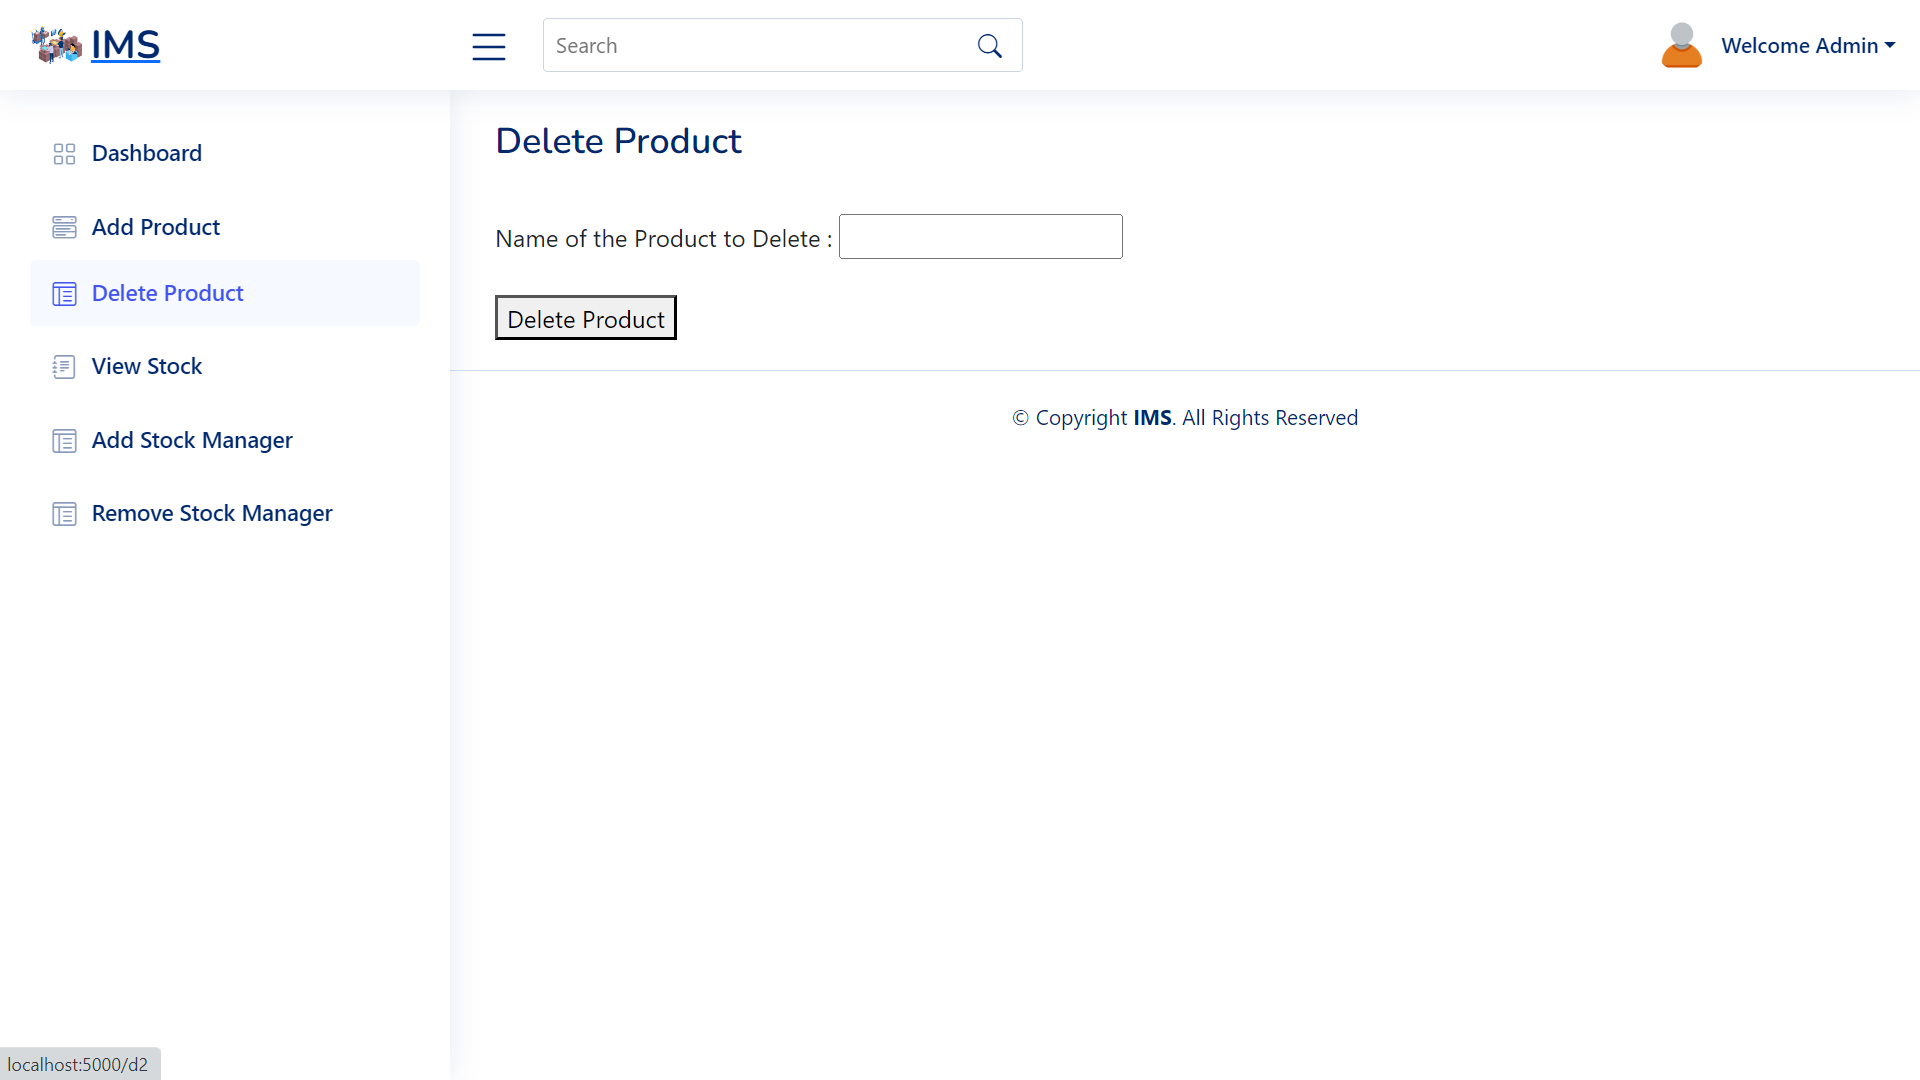 IMS
Search
Welcome Admin
Dashboard
Add Product
Delete Product
View Stock
Add Stock Manager
Remove Stock Manager
Delete Product
Name of the Product to Delete :
Delete Product
© Copyright IMS. All Rights Reserved
localhost:5000/d2